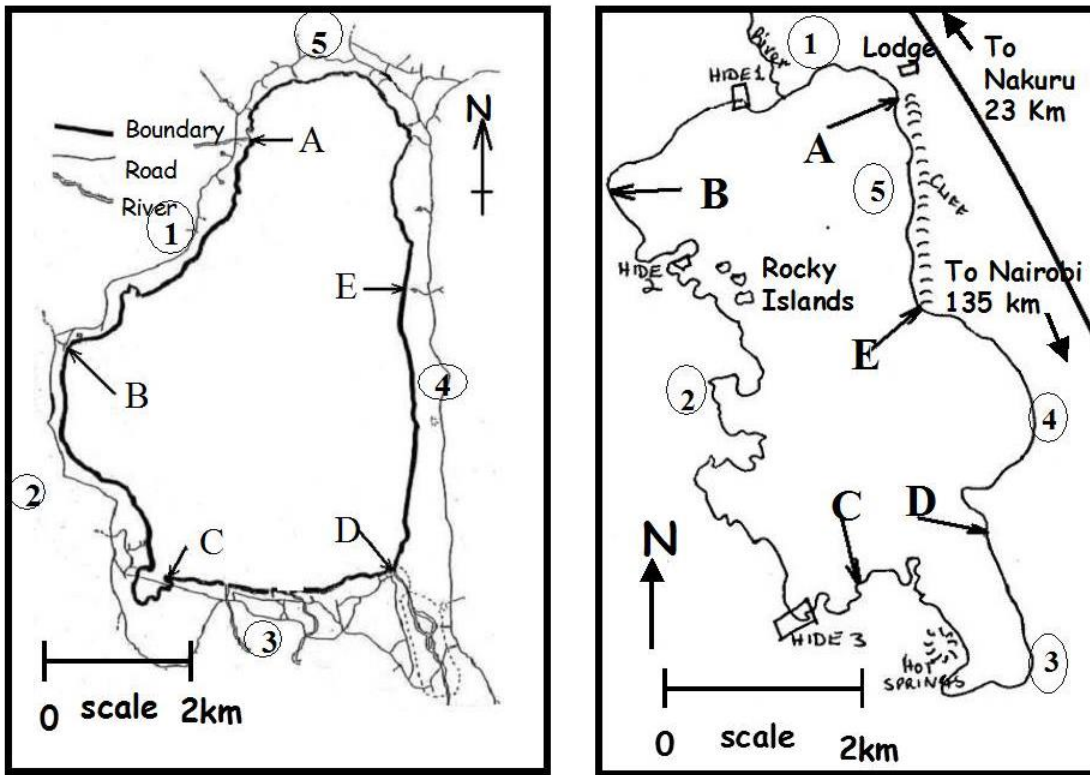 5
N
Boundary
A
Road
River
1
E
B
4
2
C
D
3
0 scale 2km
1
River
Lodge
To
Nakuru
23 Km
HIDE 1
A
B
5
CLIFF
HIDE
2
Rocky
Islands
To Nairobi
135 km
E
2
4
C
D
N
HIDE 3
HOT
SPRINGS
3
0 scale 2km